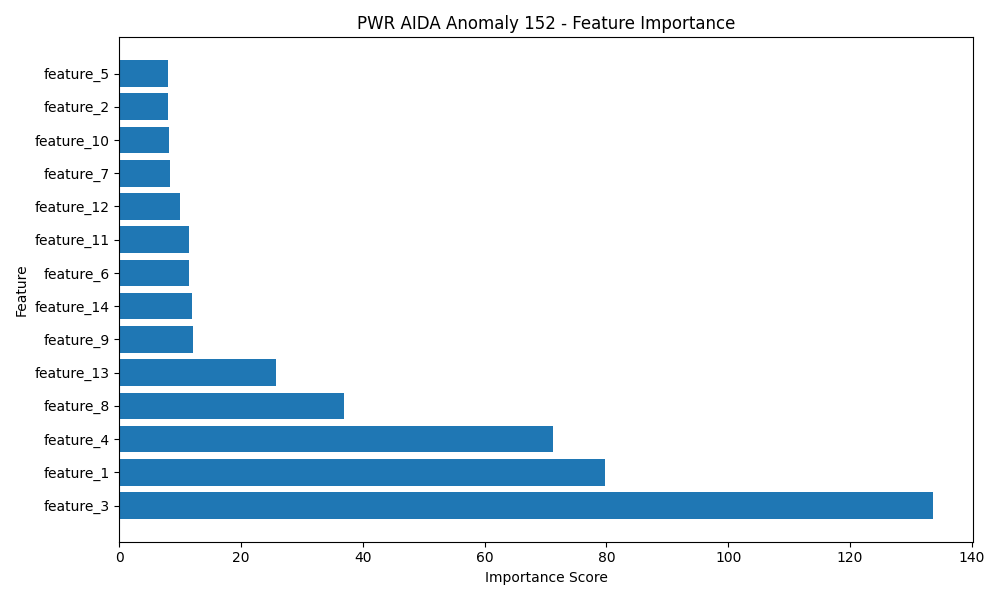 PWR AIDA Anomaly 152 - Feature Importance
feature_5
feature_2
feature_10
feature_7
feature_12
feature_11
feature_6
feature_14
feature_9
feature_13
feature_8
feature_4
feature_1
feature_3
Feature
0 20 40 60 80 100 120 140
Importance Score